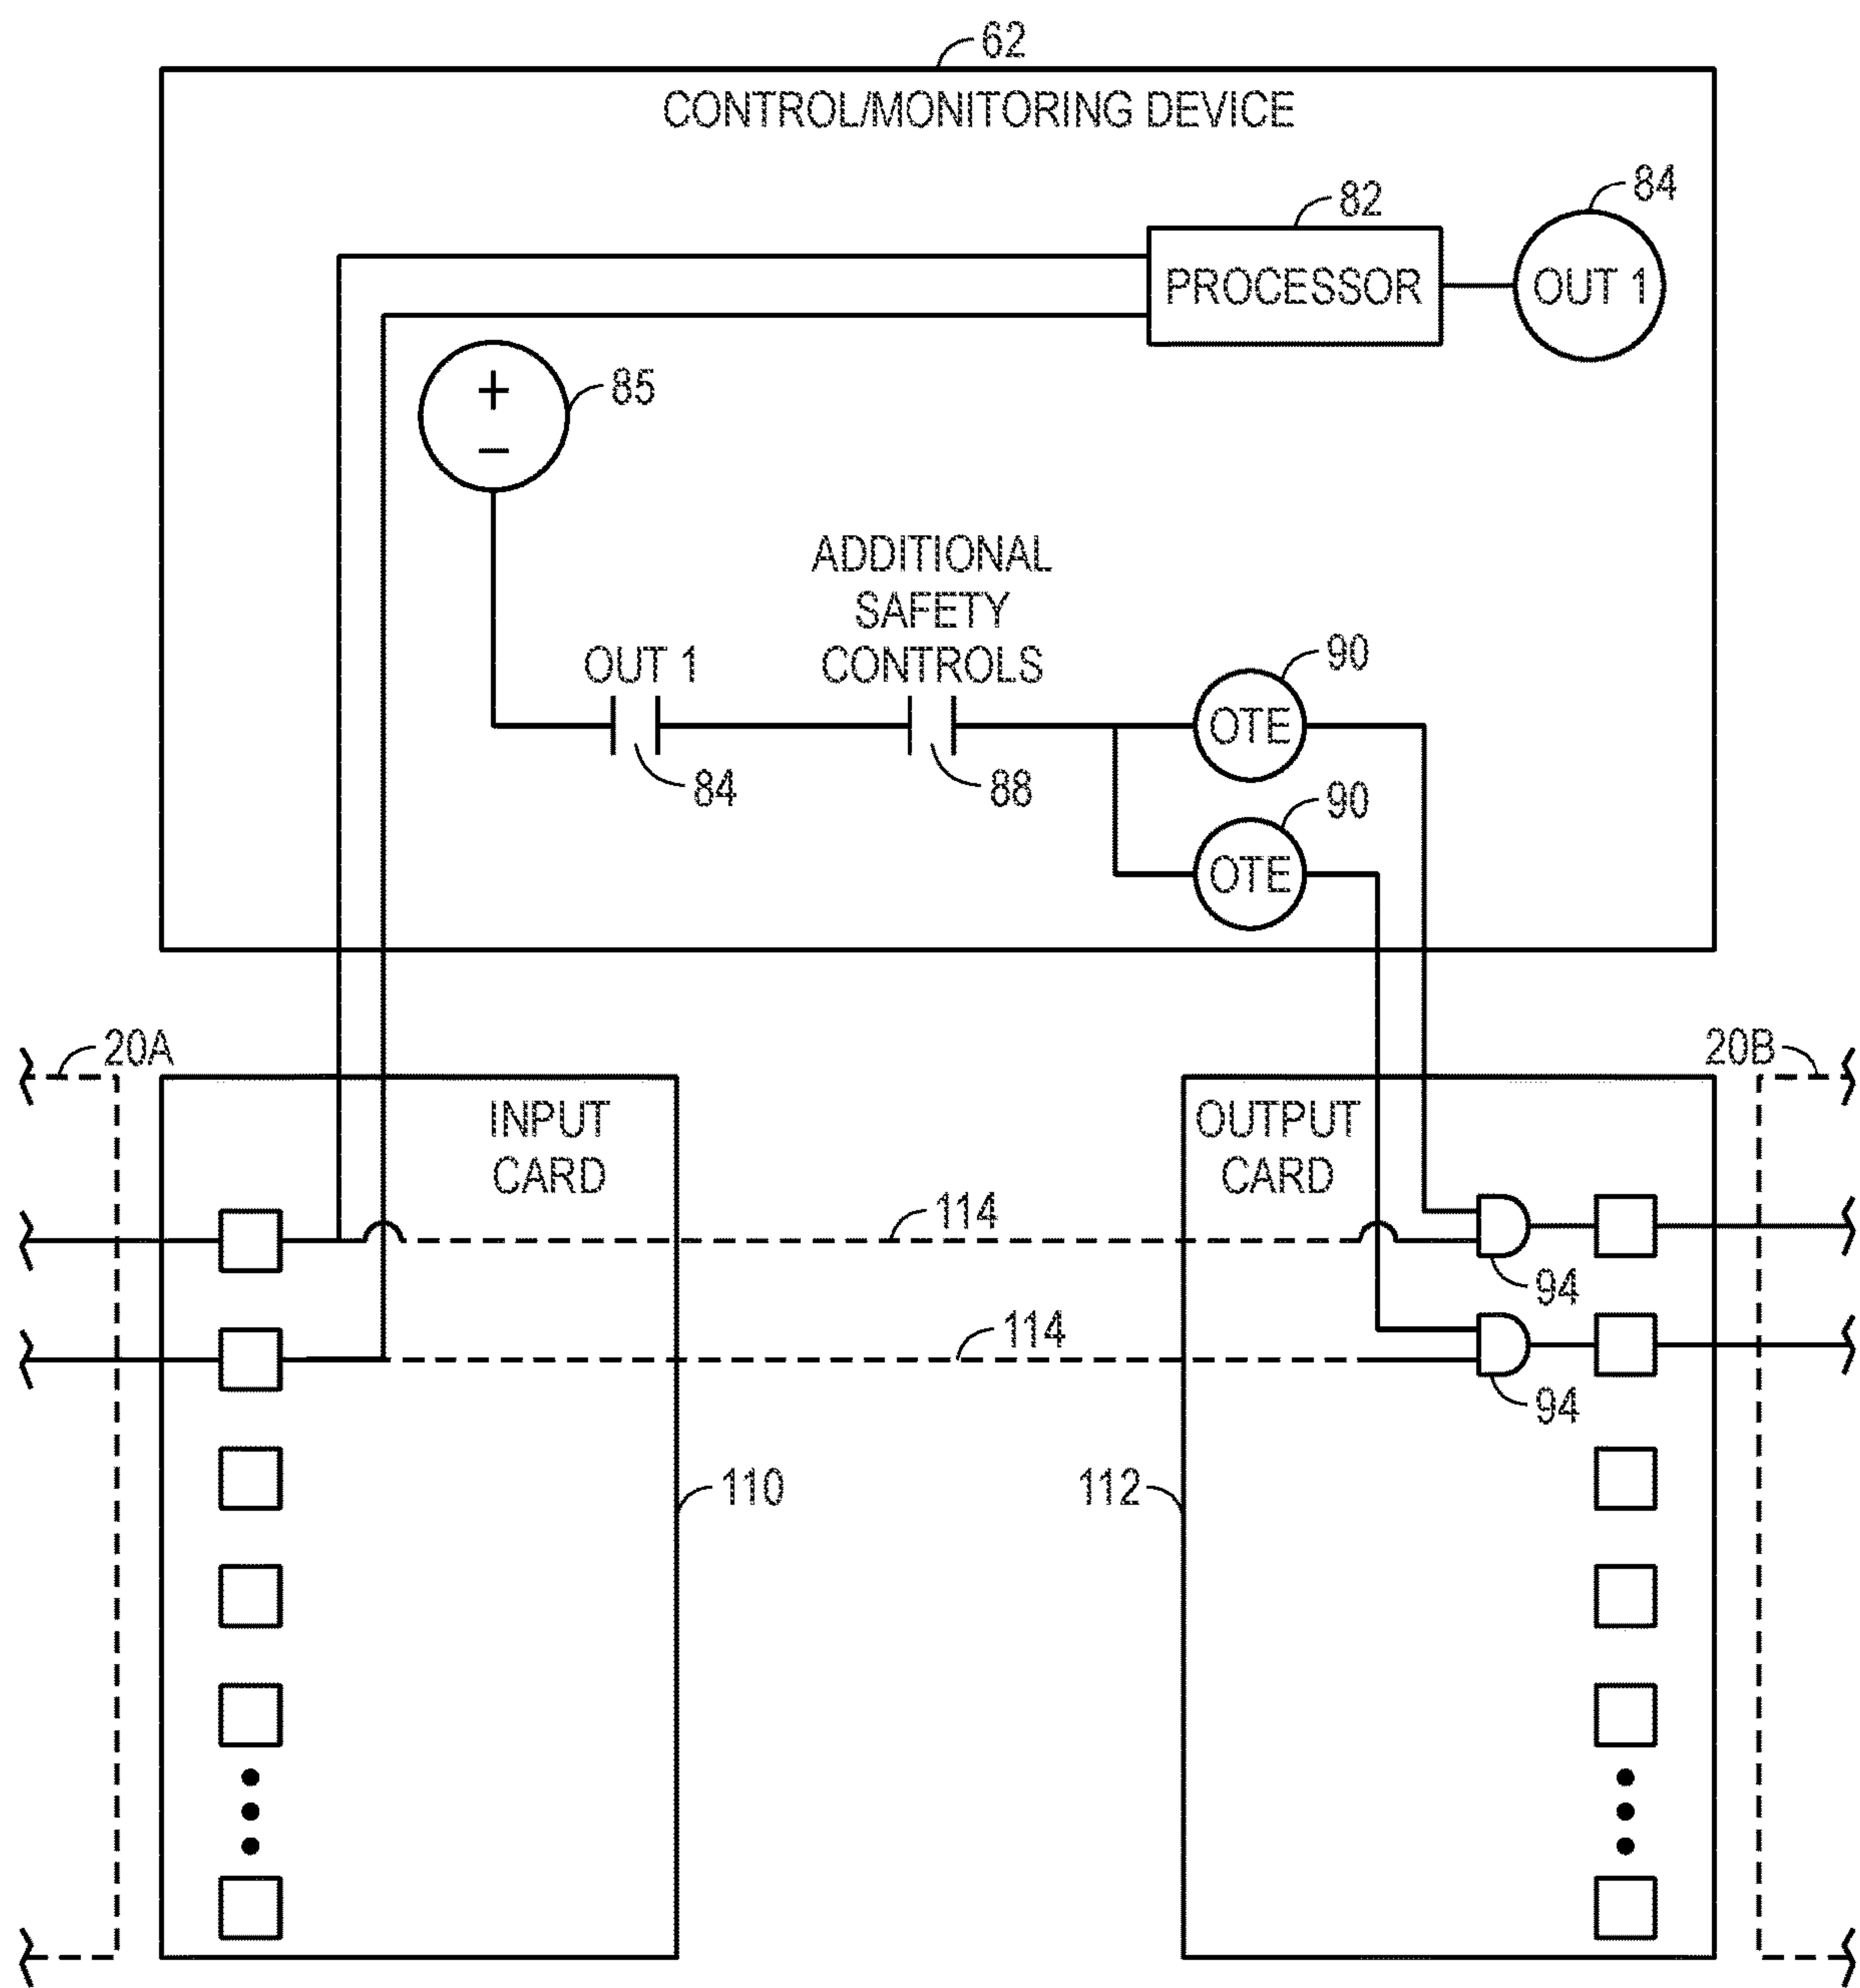 62
CONTROL/MONITORING DEVICE
82
84
PROCESSOR
OUT 1
+
−
85
ADDITIONAL
SAFETY
CONTROLS
OUT 1
84
88
90
OTE
90
OTE
20A
20B
INPUT
CARD
OUTPUT
CARD
114
94
114
94
110
112